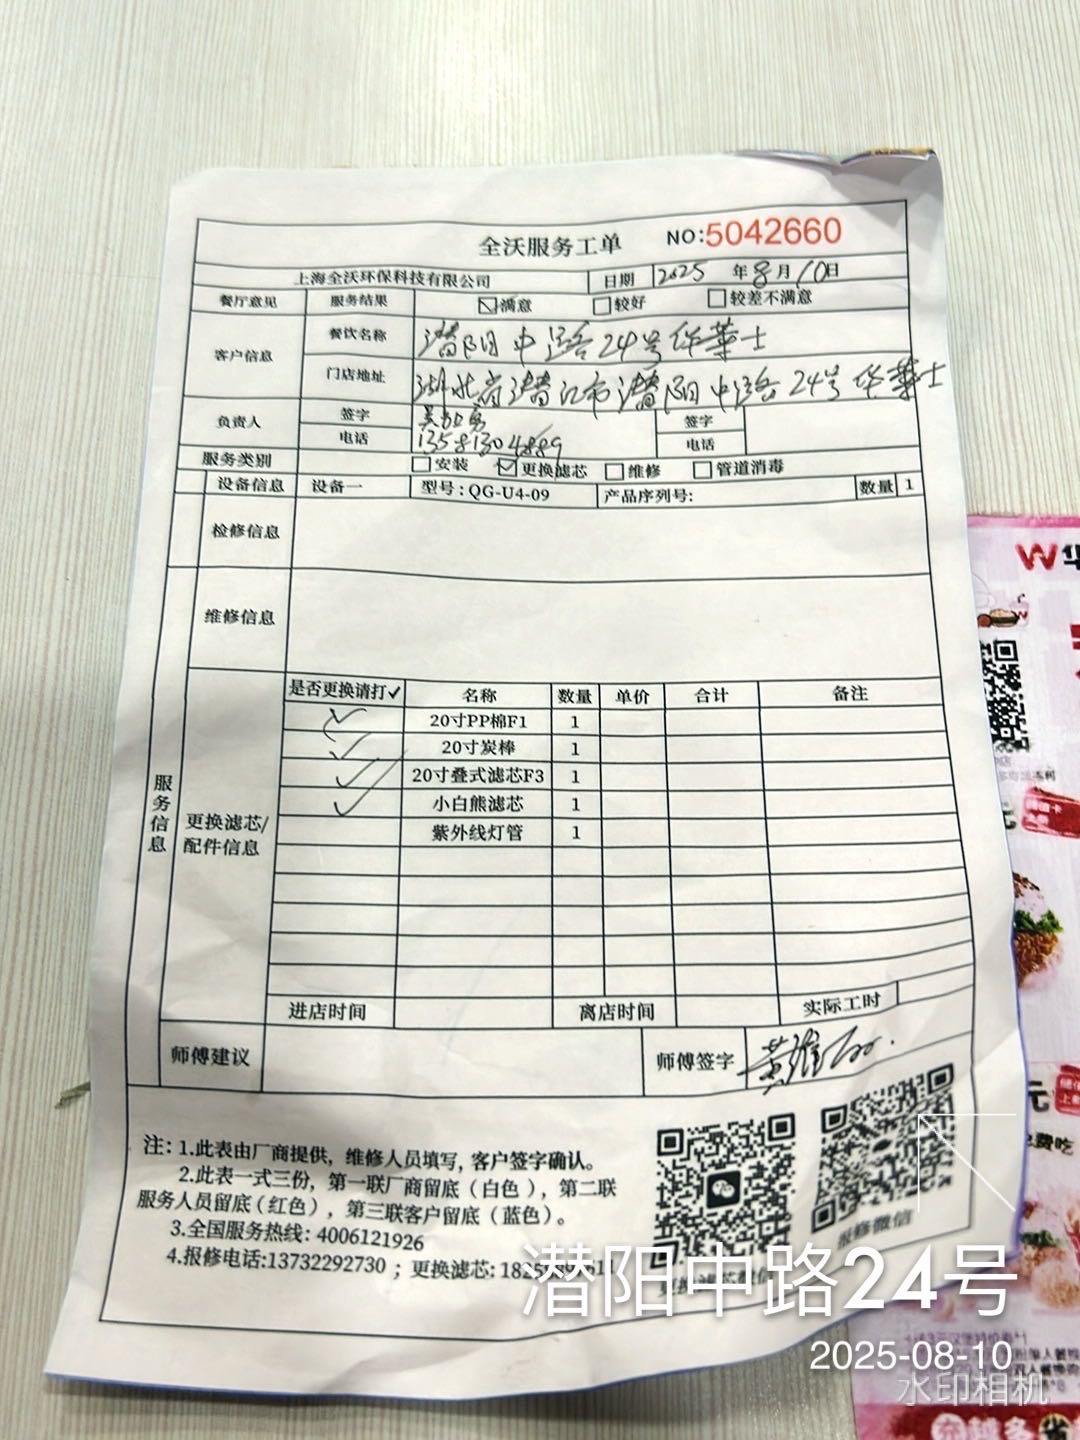 全沃服务工单 NO:5042660
上海全沃环保科技有限公司 日期 2025 年 8 月 10 日
餐厅意见 服务结果 满意 较好 较差不满意
客户信息 餐饮名称 潜阳中路24号华莱士
门店地址 湖北省潜江市潜阳中路24号华莱士
负责人 签字 签字
电话 13581304889 电话
服务类别 安装 更换滤芯 维修 管道消毒
设备信息 设备一 型号:QG-U4-09 产品序列号: 数量 1
检修信息
维修信息
服务信息
更换滤芯/
配件信息
是否更换请打✓ 名称 数量 单价 合计 备注
✓ 20寸PP棉F1 1
✓ 20寸炭棒 1
✓ 20寸叠式滤芯F3 1
✓ 小白熊滤芯 1
紫外线灯管 1
进店时间 离店时间 实际工时
师傅建议 师傅签字
注:1.此表由厂商提供，维修人员填写，客户签字确认。
2.此表一式三份，第一联厂商留底（白色），第二联
服务人员留底（红色），第三联客户留底（蓝色）。
3.全国服务热线: 4006121926
4.报修电话:13732292730 ; 更换滤芯:
报修微信
潜阳中路24号
2025-08-10
水印相机